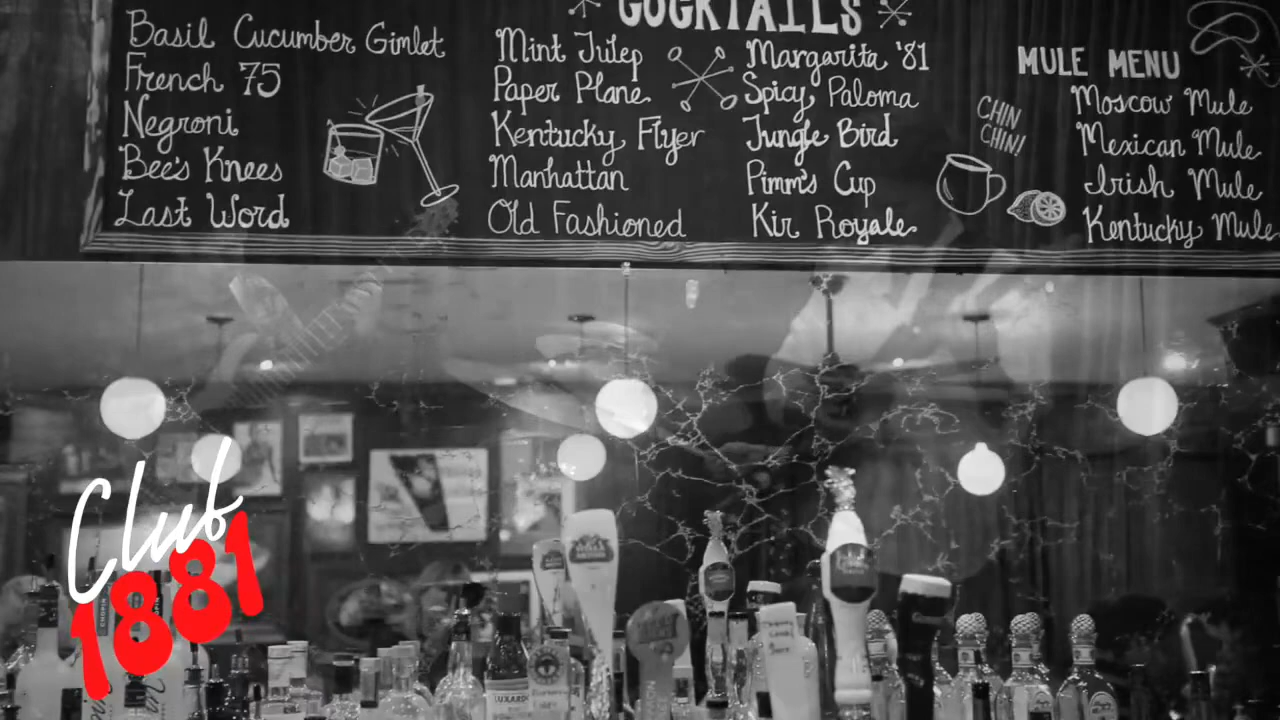 COCKTAILS
Basil Cucumber Gimlet
French 75
Negroni
Bee's Knees
Last Word
Mint Julep
Paper Plane
Kentucky Flyer
Manhattan
Old Fashioned
Margarita '81
Spicy Paloma
Jungle Bird
Pimm's Cup
Kir Royale
MULE MENU
CHIN
CHIN!
Moscow Mule
Mexican Mule
Irish Mule
Kentucky Mule
Club
1881
CHOPIN
LUXARDO